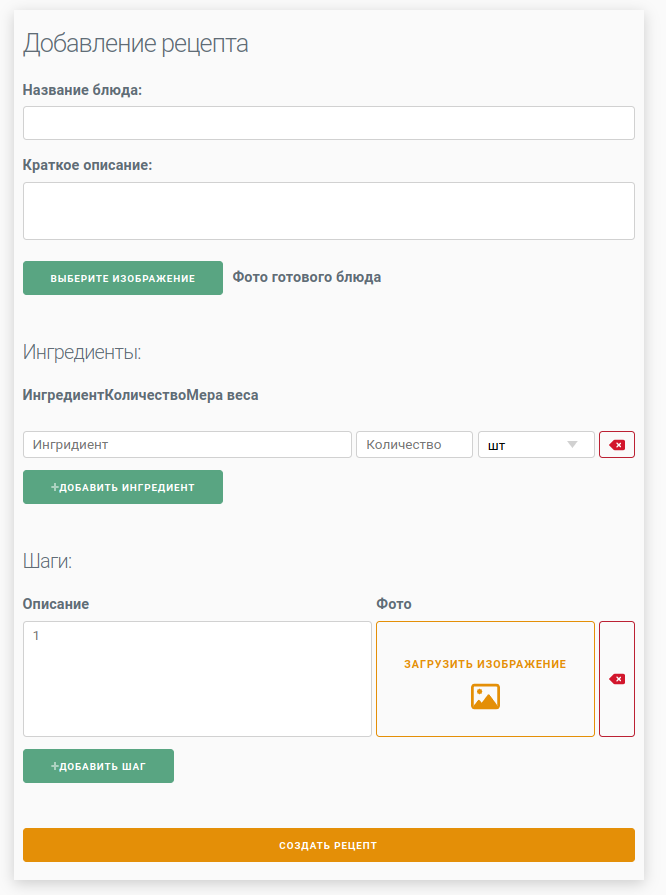 Добавление рецепта
Название блюда:
Краткое описание:
ВЫБЕРИТЕ ИЗОБРАЖЕНИЕ Фото готового блюда
Ингредиенты:
ИнгредиентКоличествоМера веса
Ингридиент Количество шт
+ДОБАВИТЬ ИНГРЕДИЕНТ
Шаги:
Описание Фото
1
ЗАГРУЗИТЬ ИЗОБРАЖЕНИЕ
+ДОБАВИТЬ ШАГ
СОЗДАТЬ РЕЦЕПТ